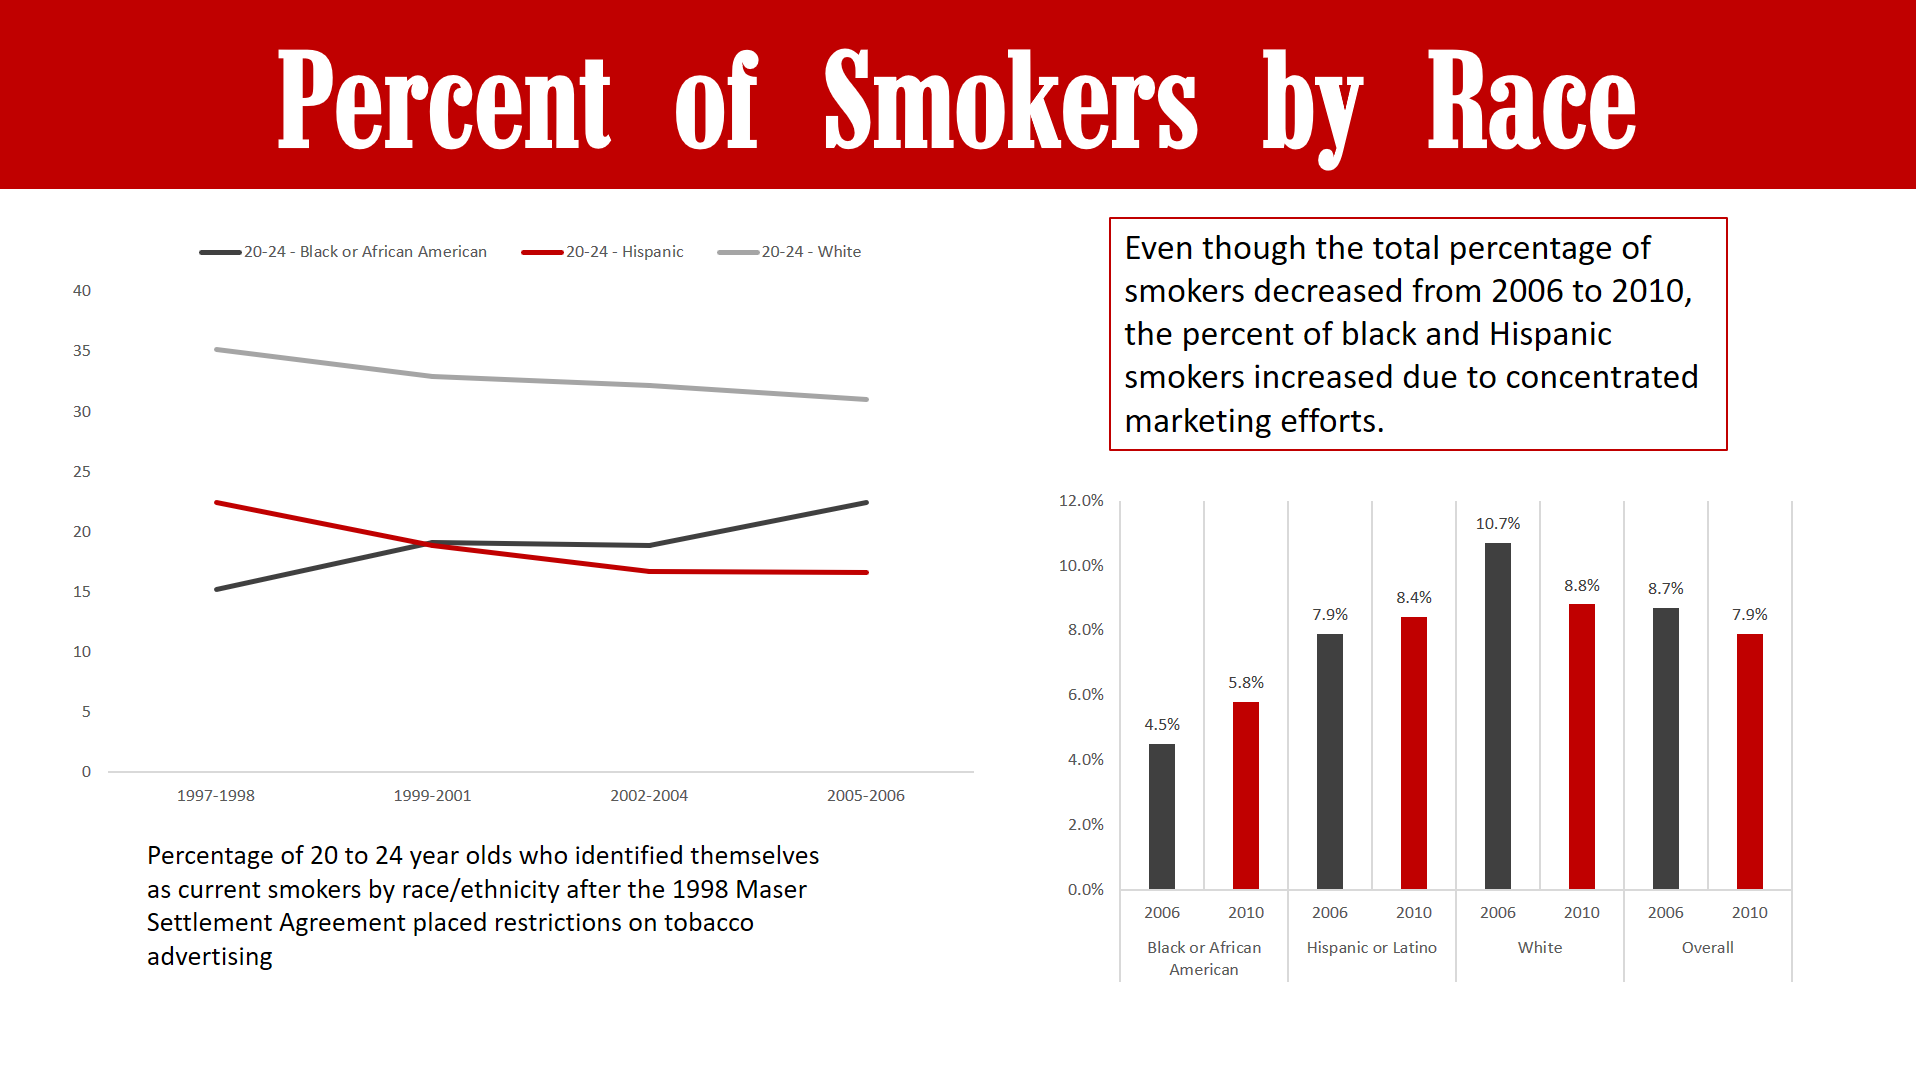 Percent of Smokers by Race
20-24 - Black or African American 20-24 - Hispanic 20-24 - White
40
35
30
25
20
15
10
5
0
1997-1998 1999-2001 2002-2004 2005-2006
Percentage of 20 to 24 year olds who identified themselves
as current smokers by race/ethnicity after the 1998 Maser
Settlement Agreement placed restrictions on tobacco
advertising
Even though the total percentage of
smokers decreased from 2006 to 2010,
the percent of black and Hispanic
smokers increased due to concentrated
marketing efforts.
12.0%
10.0%
8.0%
6.0%
4.0%
2.0%
0.0%
4.5%
5.8%
7.9%
8.4%
10.7%
8.8%
8.7%
7.9%
2006 2010 2006 2010 2006 2010 2006 2010
Black or African
American
Hispanic or Latino
White
Overall